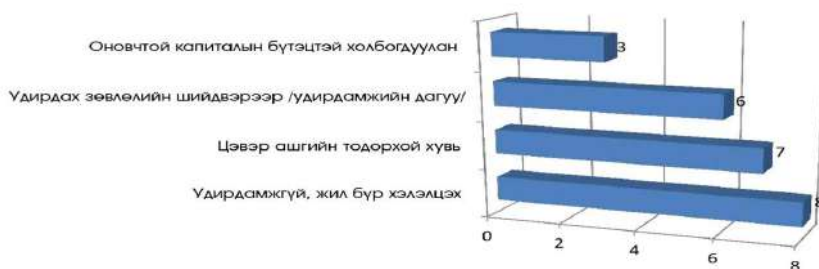 Оновчтой капиталын бүтэцтэй холбогдуулан
3
Удирдах зөвлөлийн шийдвэрээр /удирдамжийн дагуу/
6
Цэвэр ашгийн тодорхой хувь
7
Удирдамжгүй, жил бүр хэлэлцэх
8
0 2 4 6 8